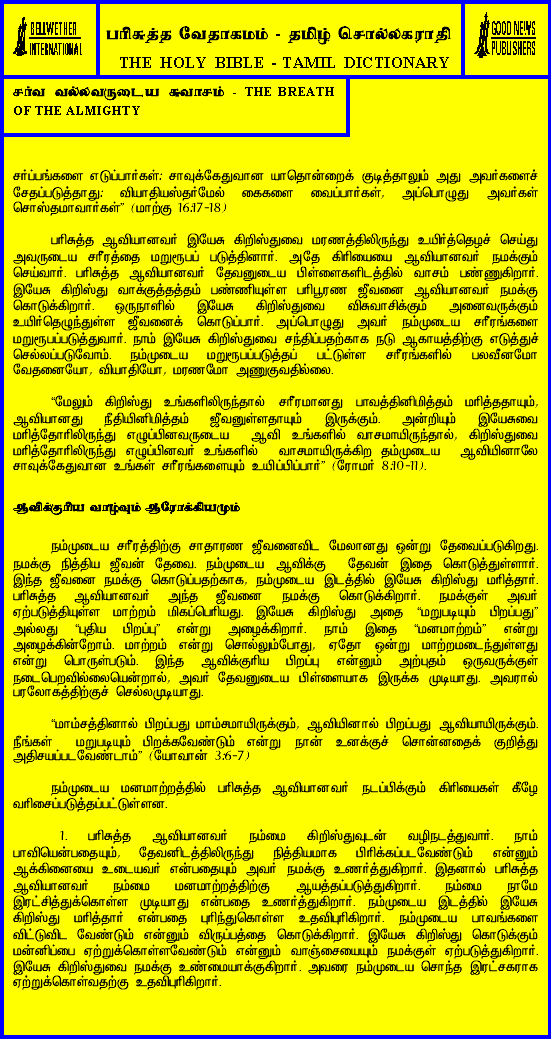 BELLWETHER
INTERNATIONAL
பரிசுத்த வேதாகமம் - தமிழ் சொல்லகராதி
THE HOLY BIBLE - TAMIL DICTIONARY
GOOD NEWS
PUBLISHERS
சர்வ வல்லவருடைய சுவாசம் - THE BREATH
OF THE ALMIGHTY
சர்ப்பங்களை எடுப்பார்கள்: சாவுக்கேதுவான யாதொன்றைக் குடித்தாலும் அது அவர்களைச்
சேதப்படுத்தாது: வியாதியஸ்தர்மேல் கைகளை வைப்பார்கள், அப்பொழுது அவர்கள்
சொஸ்தமாவார்கள்” (மாற்கு 16:17-18)
பரிசுத்த ஆவியானவர் இயேசு கிறிஸ்துவை மரணத்திலிருந்து உயிர்த்தெழச் செய்து
அவருடைய சரீரத்தை மறுரூபப் படுத்தினார். அதே கிரியையை ஆவியானவர் நமக்கும்
செய்வார். பரிசுத்த ஆவியானவர் தேவனுடைய பிள்ளைகளிடத்தில் வாசம் பண்ணுகிறார்.
இயேசு கிறிஸ்து வாக்குத்தத்தம் பண்ணியுள்ள பரிபூரண ஜீவனை ஆவியானவர் நமக்கு
கொடுக்கிறார். ஒருநாளில் இயேசு கிறிஸ்துவை விசுவாசிக்கும் அனைவருக்கும்
உயிர்தெழுந்துள்ள ஜீவனைக் கொடுப்பார். அப்பொழுது அவர் நம்முடைய சரீரங்களை
மறுரூபப்படுத்துவார். நாம் இயேசு கிறிஸ்துவை சந்திப்பதற்காக நடு ஆகாயத்திற்கு எடுத்துச்
செல்லப்படுவோம். நம்முடைய மறுரூபப்படுத்தப் பட்டுள்ள சரீரங்களில் பலவீனமோ
வேதனையோ, வியாதியோ, மரணமோ அணுகுவதில்லை.
“மேலும் கிறிஸ்து உங்களிலிருந்தால் சரீரமானது பாவத்தினிமித்தம் மரித்ததாயும்,
ஆவியானது நீதியினிமித்தம் ஜீவனுள்ளதாயும் இருக்கும். அன்றியும் இயேசுவை
மரித்தோரிலிருந்து எழுப்பினவருடைய ஆவி உங்களில் வாசமாயிருந்தால், கிறிஸ்துவை
மரித்தோரிலிருந்து எழுப்பினவர் உங்களில் வாசமாயிருக்கிற தம்முடைய ஆவியினாலே
சாவுக்கேதுவான உங்கள் சரீரங்களையும் உயிப்பிப்பார்” (ரோமர் 8:10-11).
ஆவிக்குரிய வாழ்வும் ஆரோக்கியமும்
நம்முடைய சரீரத்திற்கு சாதாரண ஜீவனைவிட மேலானது ஒன்று தேவைப்படுகிறது.
நமக்கு நித்திய ஜீவன் தேவை. நம்முடைய ஆவிக்கு தேவன் இதை கொடுத்துள்ளார்.
இந்த ஜீவனை நமக்கு கொடுப்பதற்காக, நம்முடைய இடத்தில் இயேசு கிறிஸ்து மரித்தார்.
பரிசுத்த ஆவியானவர் அந்த ஜீவனை நமக்கு கொடுக்கிறார். நமக்குள் அவர்
ஏற்படுத்தியுள்ள மாற்றம் மிகப்பெரியது. இயேசு கிறிஸ்து அதை “மறுபடியும் பிறப்பது”
அல்லது “புதிய பிறப்பு” என்று அழைக்கிறார். நாம் இதை “மனமாற்றம்” என்று
அழைக்கின்றோம். மாற்றம் என்று சொல்லும்போது, ஏதோ ஒன்று மாற்றமடைந்துள்ளது
என்று பொருள்படும். இந்த ஆவிக்குரிய பிறப்பு என்னும் அற்புதம் ஒருவருக்குள்
நடைபெறவில்லையென்றால், அவர் தேவனுடைய பிள்ளையாக இருக்க முடியாது. அவரால்
பரலோகத்திற்குச் செல்லமுடியாது.
“மாம்சத்தினால் பிறப்பது மாம்சமாயிருக்கும், ஆவியினால் பிறப்பது ஆவியாயிருக்கும்.
நீங்கள் மறுபடியும் பிறக்கவேண்டும் என்று நான் உனக்குச் சொன்னதைக் குறித்து
அதிசயப்படவேண்டாம்” (யோவான் 3:6-7)
நம்முடைய மனமாற்றத்தில் பரிசுத்த ஆவியானவர் நடப்பிக்கும் கிரியைகள் கீழே
வரிசைப்படுத்தப்பட்டுள்ளன.
1. பரிசுத்த ஆவியானவர் நம்மை கிறிஸ்துவுடன் வழிநடத்துவார். நாம்
பாவியென்பதையும், தேவனிடத்திலிருந்து நித்தியமாக பிரிக்கப்படவேண்டும் என்னும்
ஆக்கினையை உடையவர் என்பதையும் அவர் நமக்கு உணர்த்துகிறார். இதனால் பரிசுத்த
ஆவியானவர் நம்மை மனமாற்றத்திற்கு ஆயத்தப்படுத்துகிறார். நம்மை நாமே
இரட்சித்துக்கொள்ள முடியாது என்பதை உணர்த்துகிறார். நம்முடைய இடத்தில் இயேசு
கிறிஸ்து மரித்தார் என்பதை புரிந்துகொள்ள உதவிபுரிகிறார். நம்முடைய பாவங்களை
விட்டுவிட வேண்டும் என்னும் விருப்பத்தை கொடுக்கிறார். இயேசு கிறிஸ்து கொடுக்கும்
மன்னிப்பை ஏற்றுக்கொள்ளவேண்டும் என்னும் வாஞ்சையையும் நமக்குள் ஏற்படுத்துகிறார்.
இயேசு கிறிஸ்துவை நமக்கு உண்மையாக்குகிறார். அவரை நம்முடைய சொந்த இரட்சகராக
ஏற்றுக்கொள்வதற்கு உதவிபுரிகிறார்.